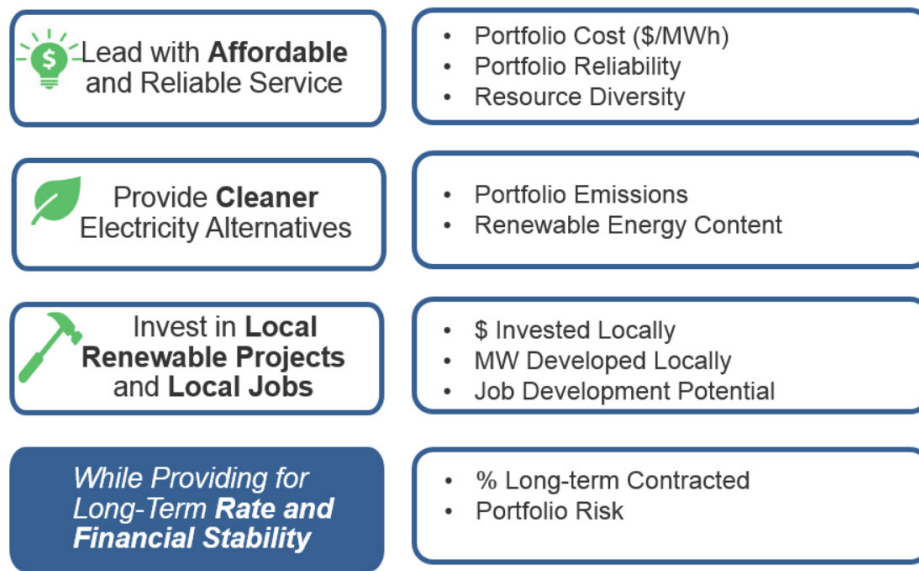 Lead with Affordable
and Reliable Service
• Portfolio Cost ($/MWh)
• Portfolio Reliability
• Resource Diversity
Provide Cleaner
Electricity Alternatives
• Portfolio Emissions
• Renewable Energy Content
Invest in Local
Renewable Projects
and Local Jobs
• $ Invested Locally
• MW Developed Locally
• Job Development Potential
While Providing for
Long-Term Rate and
Financial Stability
• % Long-term Contracted
• Portfolio Risk